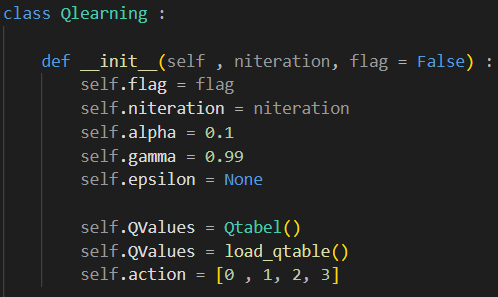 class Qlearning :
def __init__(self , niteration, flag = False) :
self.flag = flag
self.niteration = niteration
self.alpha = 0.1
self.gamma = 0.99
self.epsilon = None
self.QValues = Qtabel()
self.QValues = load_qtable()
self.action = [0 , 1, 2, 3]